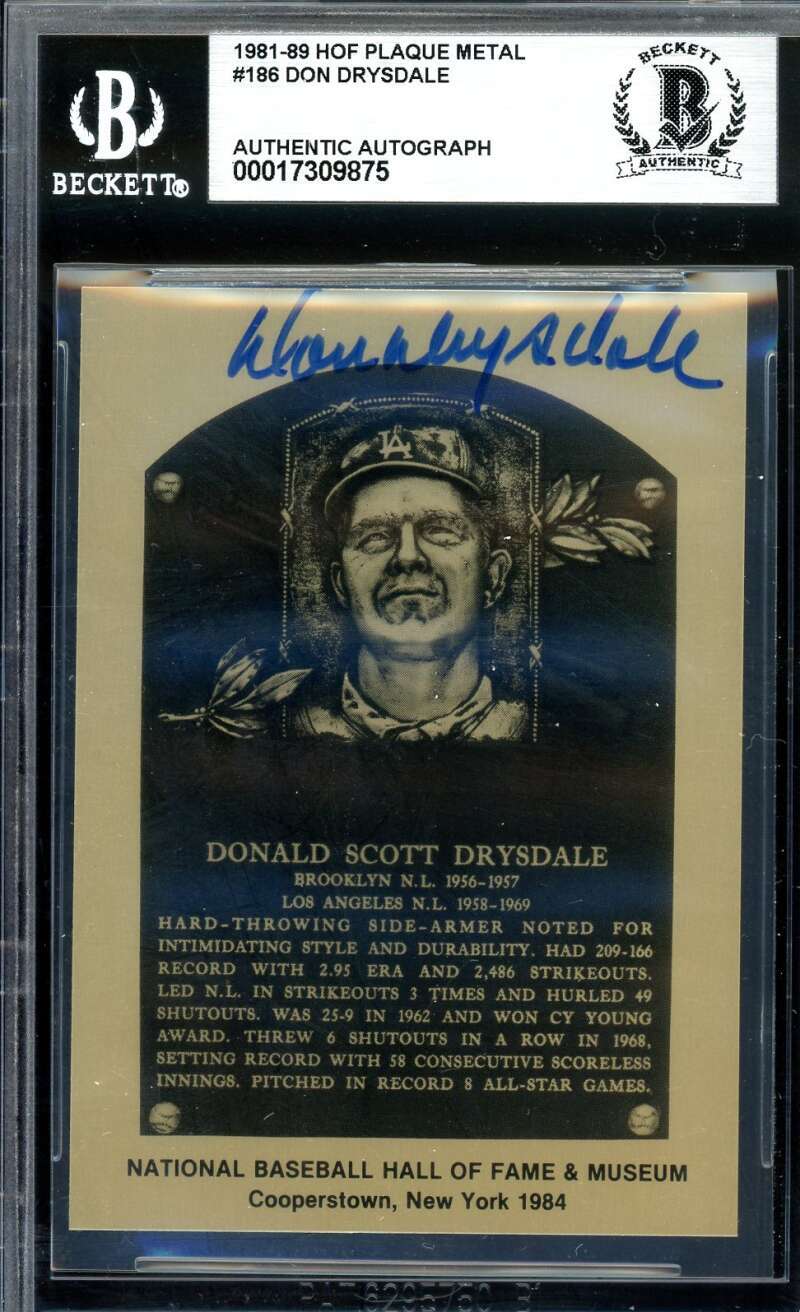 1981-89 HOF PLAQUE METAL
#186 DON DRYSDALE
AUTHENTIC AUTOGRAPH
00017309875
B
BECKETT®
BECKETT
B
AUTHENTIC
Don Drysdale
LA
DONALD SCOTT DRYSDALE
BROOKLYN N.L. 1956-1957
LOS ANGELES N.L. 1958-1969
HARD-THROWING SIDE-ARMER NOTED FOR
INTIMIDATING STYLE AND DURABILITY. HAD 209-166
RECORD WITH 2.95 ERA AND 2,486 STRIKEOUTS.
LED N.L. IN STRIKEOUTS 3 TIMES AND HURLED 49
SHUTOUTS. WAS 25-9 IN 1962 AND WON CY YOUNG
AWARD. THREW 6 SHUTOUTS IN A ROW IN 1968,
SETTING RECORD WITH 58 CONSECUTIVE SCORELESS
INNINGS. PITCHED IN RECORD 8 ALL-STAR GAMES.
NATIONAL BASEBALL HALL OF FAME & MUSEUM
Cooperstown, New York 1984